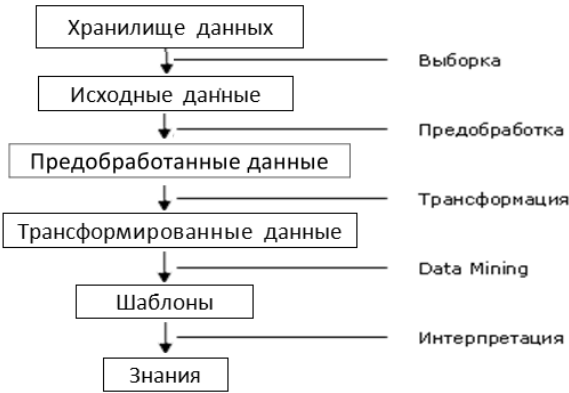 Хранилище данных
Выборка
Исходные данные
Предобработка
Предобработанные данные
Трансформация
Трансформированные данные
Data Mining
Шаблоны
Интерпретация
Знания